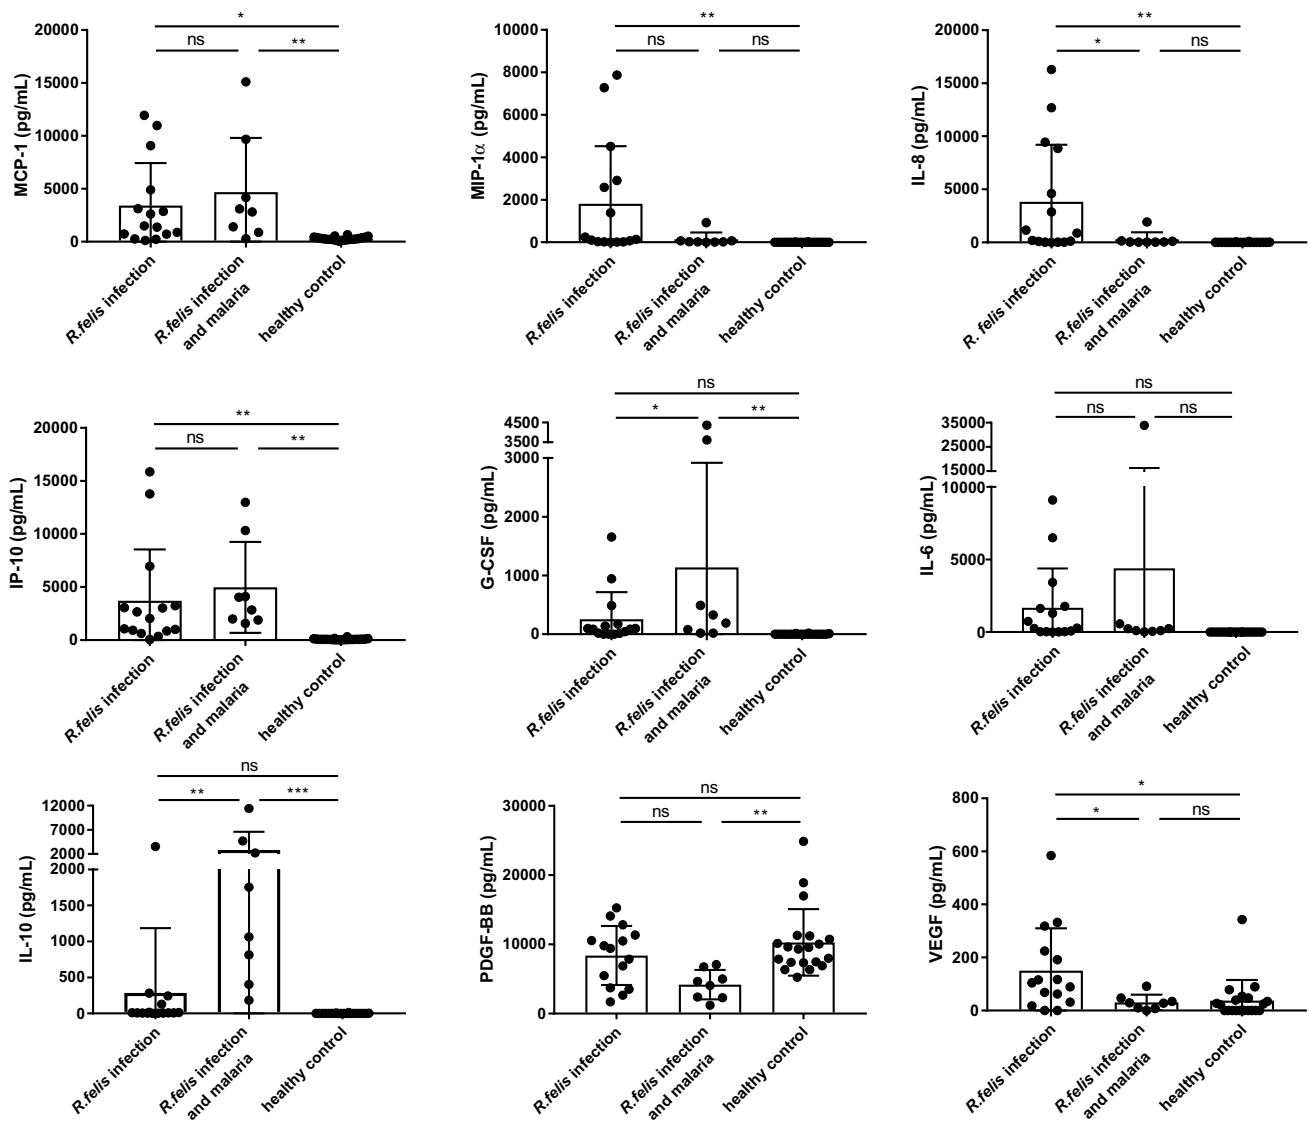 *
ns
**
MCP-1 (pg/mL)
20000
15000
10000
5000
0
R.felis infection
R.felis infection
and malaria
healthy control
**
ns
ns
MIP-1α (pg/mL)
10000
8000
6000
4000
2000
0
R.felis infection
R.felis infection
and malaria
healthy control
**
*
ns
IL-8 (pg/mL)
20000
15000
10000
5000
0
R. felis infection
R.felis infection
and malaria
healthy control
**
ns
**
IP-10 (pg/mL)
20000
15000
10000
5000
0
R.felis infection
R.felis infection
and malaria
healthy control
ns
*
**
G-CSF (pg/mL)
4500
3500
3000
2000
1000
0
R.felis infection
R.felis infection
and malaria
healthy control
ns
ns
ns
IL-6 (pg/mL)
35000
25000
15000
10000
5000
0
R.felis infection
R.felis infection
and malaria
healthy control
ns
**
***
IL-10 (pg/mL)
12000
7000
2000
2000
1500
1000
500
0
R.felis infection
R.felis infection
and malaria
healthy control
ns
ns
**
PDGF-BB (pg/mL)
30000
20000
10000
0
R.felis infection
R.felis infection
and malaria
healthy control
*
*
ns
VEGF (pg/mL)
800
600
400
200
0
R.felis infection
R.felis infection
and malaria
healthy control